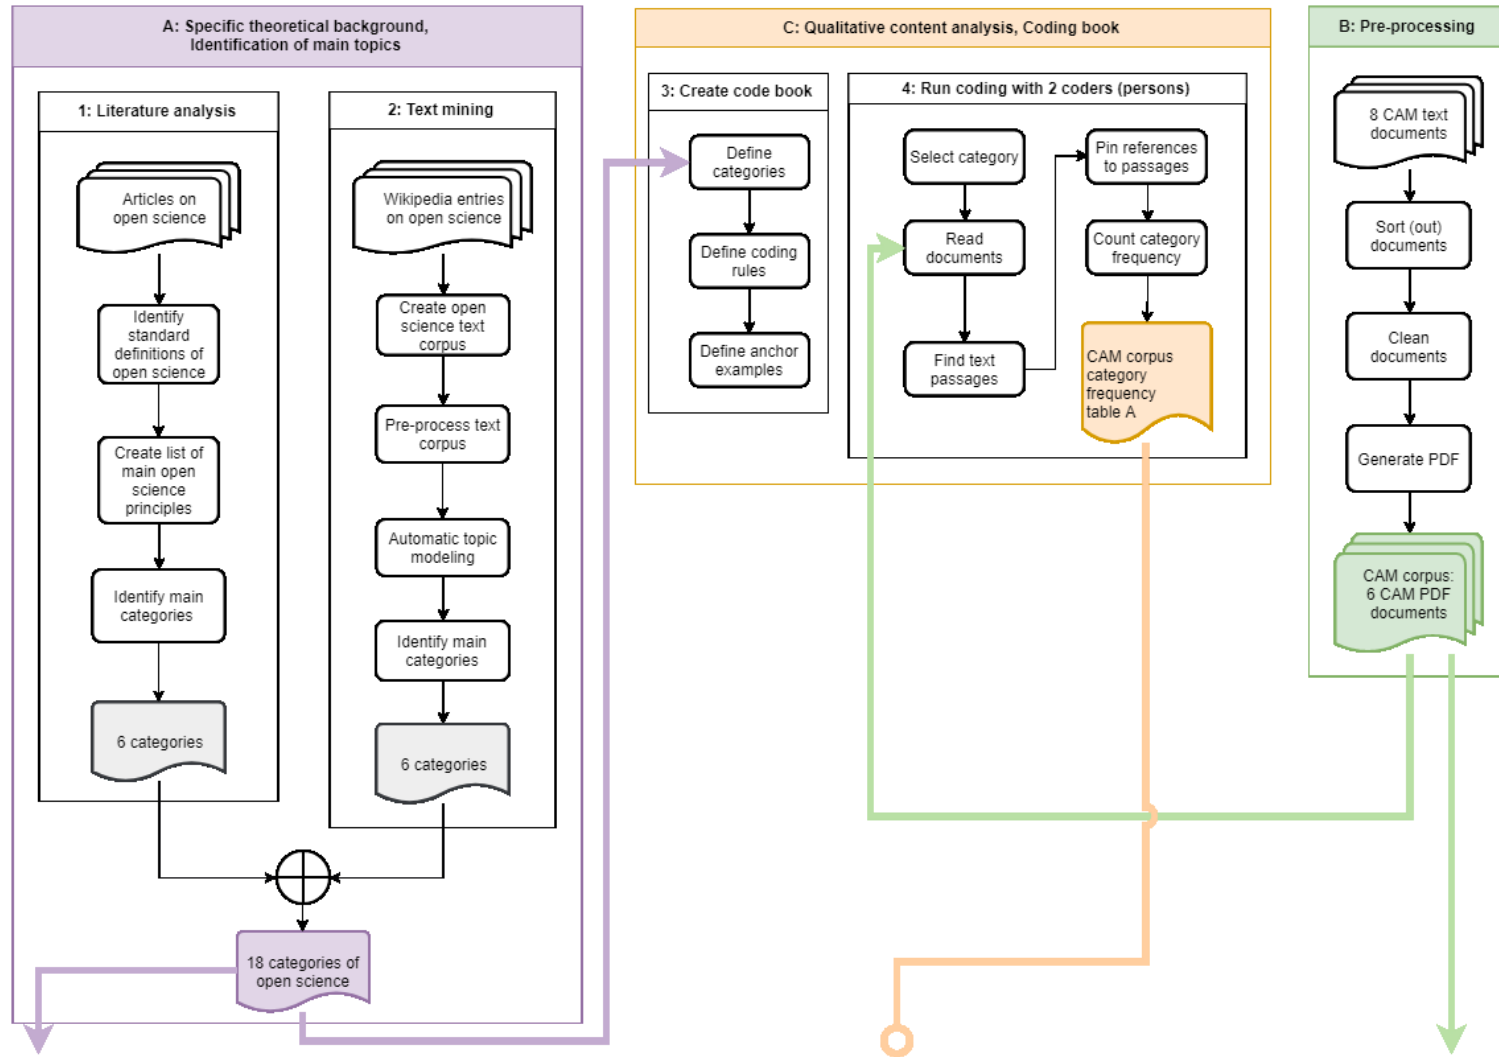 A: Specific theoretical background,
Identification of main topics
1: Literature analysis
Articles on
open science
Identify
standard
definitions of
open science
Create list of
main open
science
principles
Identify main
categories
6 categories
2: Text mining
Wikipedia entries
on open science
Create open
science text
corpus
Pre-process text
corpus
Automatic topic
modeling
Identify main
categories
6 categories
18 categories of
open science
C: Qualitative content analysis, Coding book
3: Create code book
Define
categories
Define coding
rules
Define anchor
examples
4: Run coding with 2 coders (persons)
Select category
Read
documents
Find text
passages
Pin references
to passages
Count category
frequency
CAM corpus
category
frequency
table A
B: Pre-processing
8 CAM text
documents
Sort (out)
documents
Clean
documents
Generate PDF
CAM corpus:
6 CAM PDF
documents